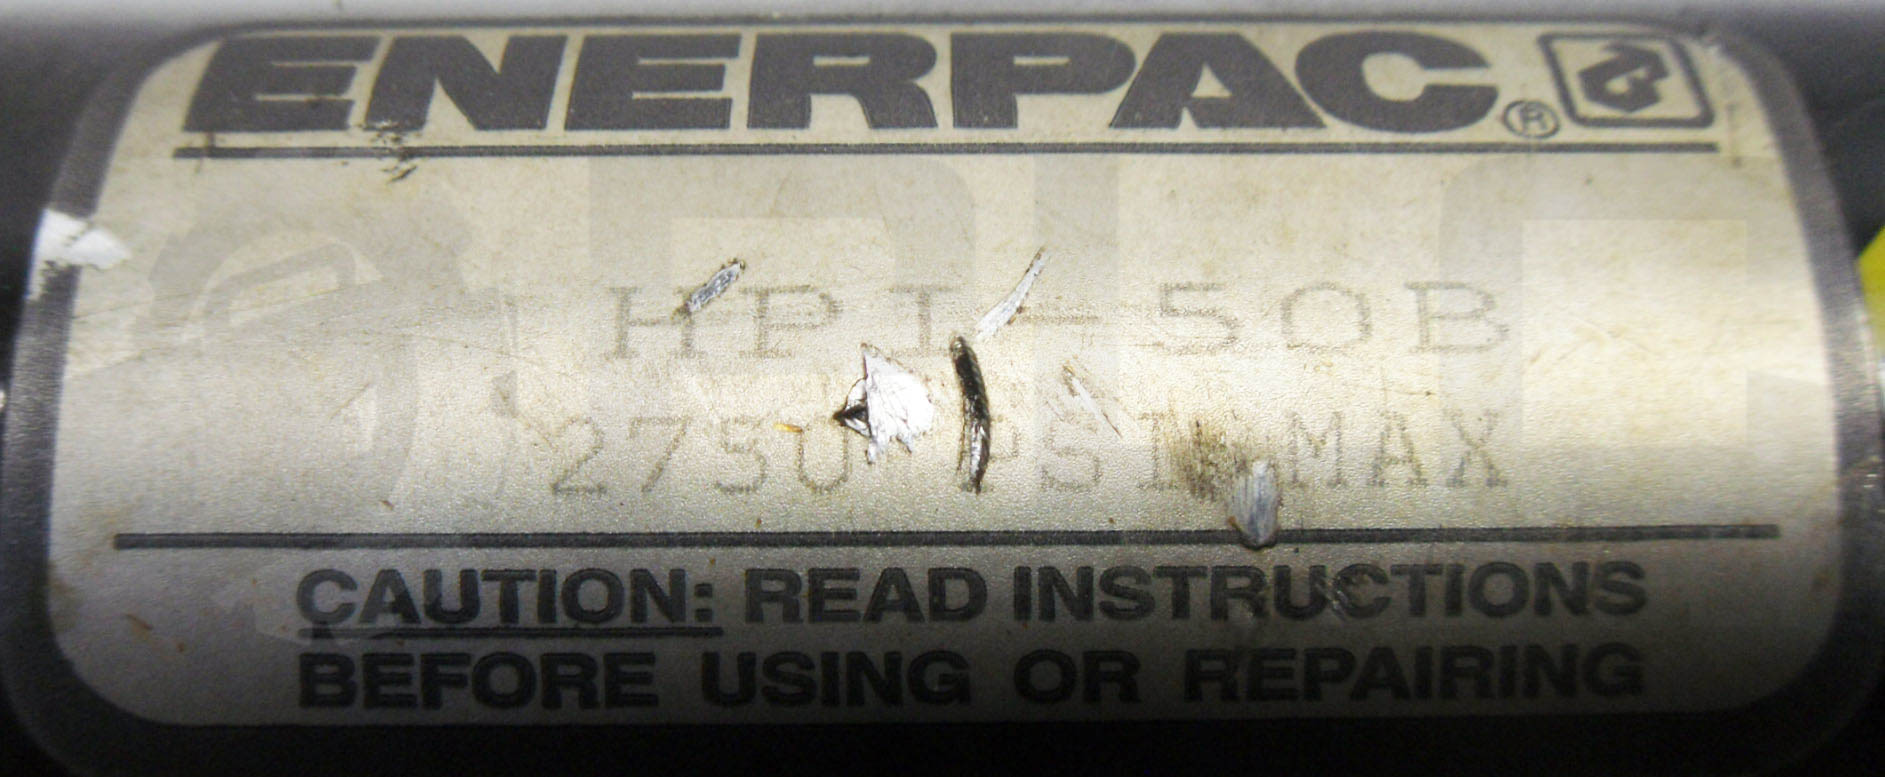 ENERPAC®
HPI-50B
2750 PSI MAX
CAUTION: READ INSTRUCTIONS
BEFORE USING OR REPAIRING